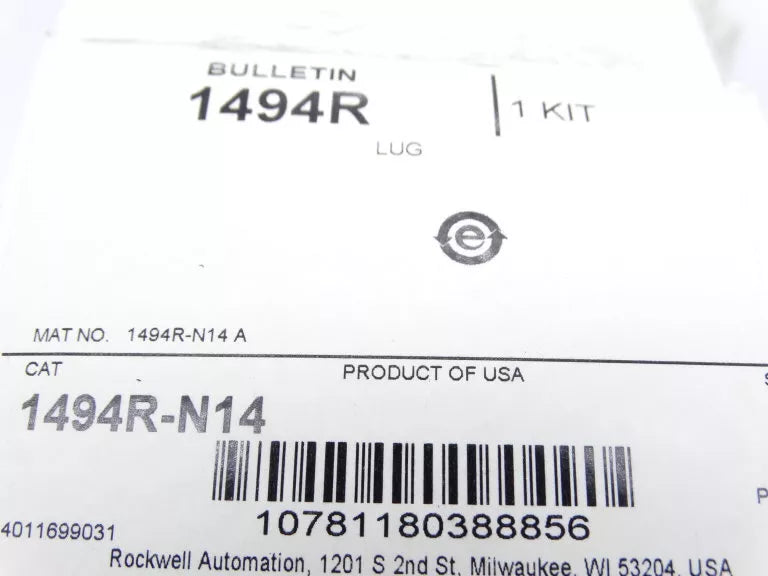 BULLETIN
1494R
1 KIT
LUG
e
MAT NO. 1494R-N14 A
CAT
PRODUCT OF USA
1494R-N14
10781180388856
4011699031
Rockwell Automation, 1201 S 2nd St, Milwaukee, WI 53204, USA